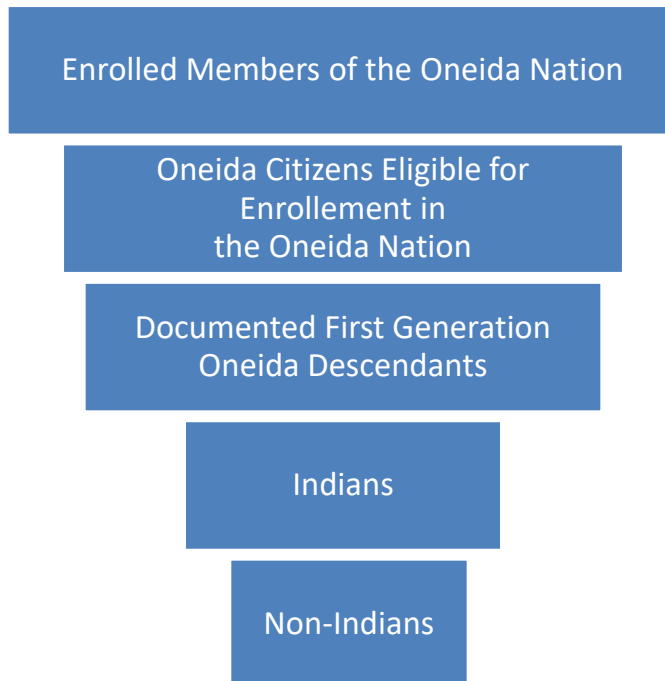 Enrolled Members of the Oneida Nation
Oneida Citizens Eligible for
Enrollement in
the Oneida Nation
Documented First Generation
Oneida Descendants
Indians
Non-Indians